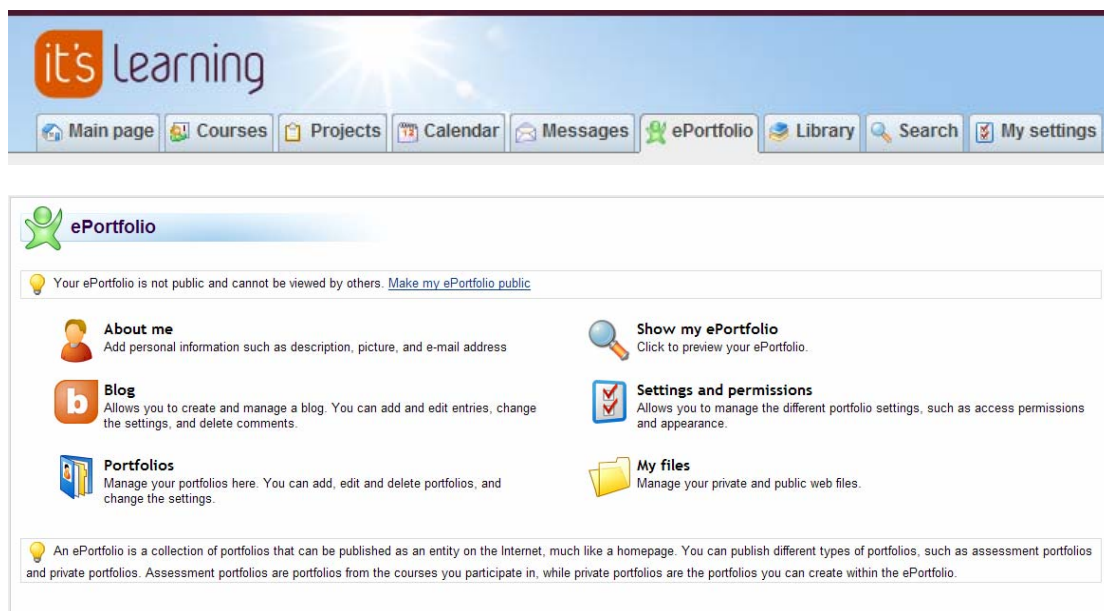 it's learning
Main page Courses Projects Calendar Messages ePortfolio Library Search My settings
ePortfolio
Your ePortfolio is not public and cannot be viewed by others. Make my ePortfolio public
About me
Add personal information such as description, picture, and e-mail address
Show my ePortfolio
Click to preview your ePortfolio.
b
Blog
Allows you to create and manage a blog. You can add and edit entries, change
the settings, and delete comments.
Settings and permissions
Allows you to manage the different portfolio settings, such as access permissions
and appearance.
Portfolios
Manage your portfolios here. You can add, edit and delete portfolios, and
change the settings.
My files
Manage your private and public web files.
An ePortfolio is a collection of portfolios that can be published as an entity on the Internet, much like a homepage. You can publish different types of portfolios, such as assessment portfolios
and private portfolios. Assessment portfolios are portfolios from the courses you participate in, while private portfolios are the portfolios you can create within the ePortfolio.